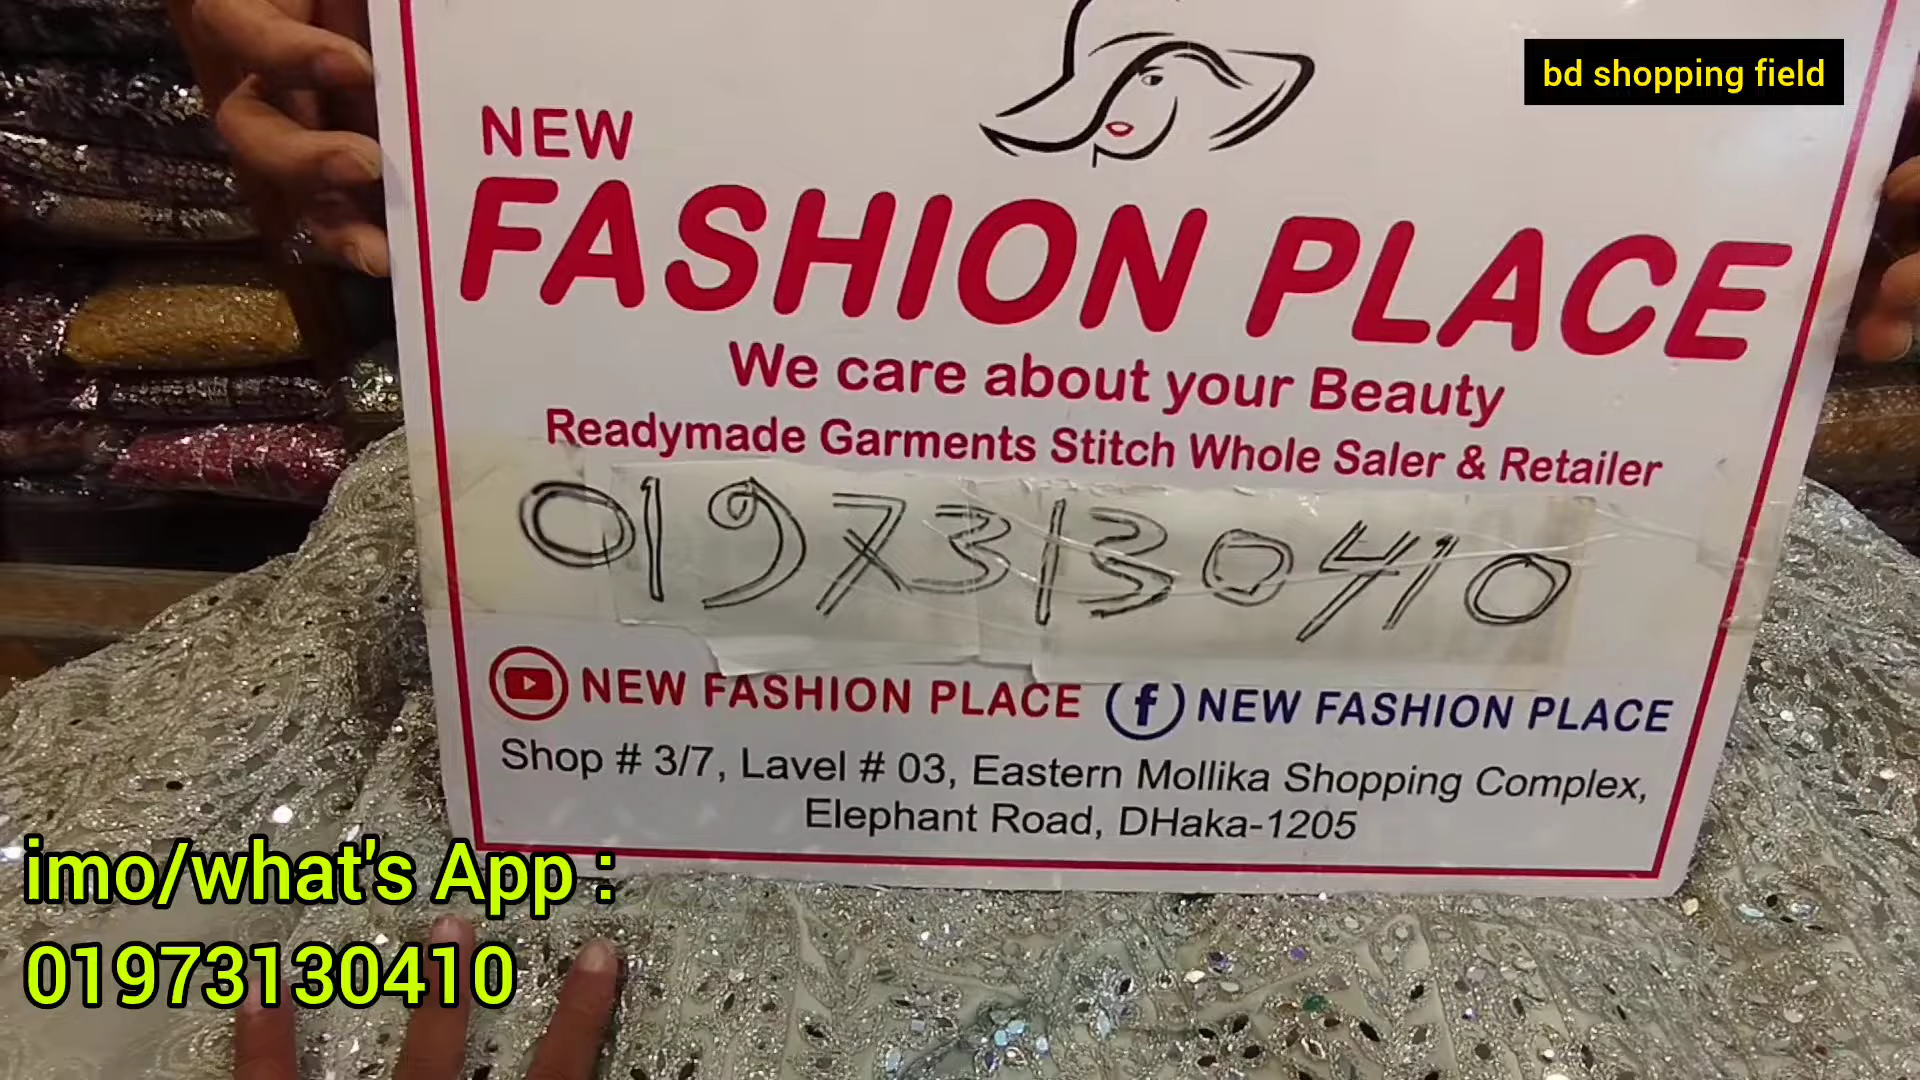 bd shopping field
NEW
FASHION PLACE
We care about your Beauty
Readymade Garments Stitch Whole Saler & Retailer
01973130410
NEW FASHION PLACE f NEW FASHION PLACE
Shop # 3/7, Lavel # 03, Eastern Mollika Shopping Complex,
Elephant Road, DHaka-1205
imo/what's App :
01973130410